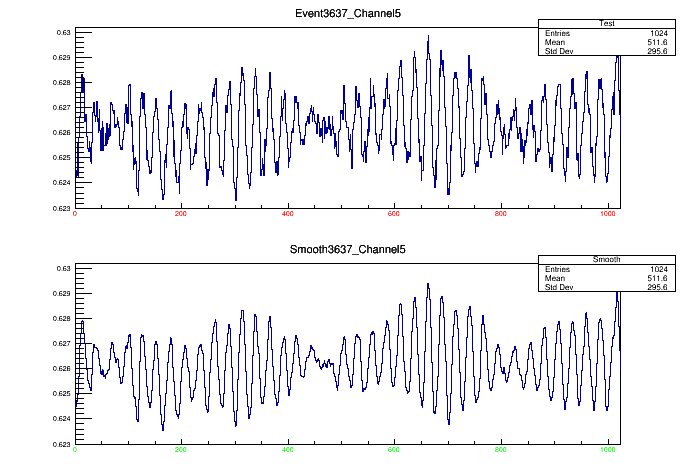 Event3637_Channel5
Test
Entries 1024
Mean 511.6
Std Dev 295.6
0.63
0.629
0.628
0.627
0.626
0.625
0.624
0.623
0 200 400 600 800 1000
Smooth3637_Channel5
Smooth
Entries 1024
Mean 511.6
Std Dev 295.6
0.63
0.629
0.628
0.627
0.626
0.625
0.624
0.623
0 200 400 600 800 1000